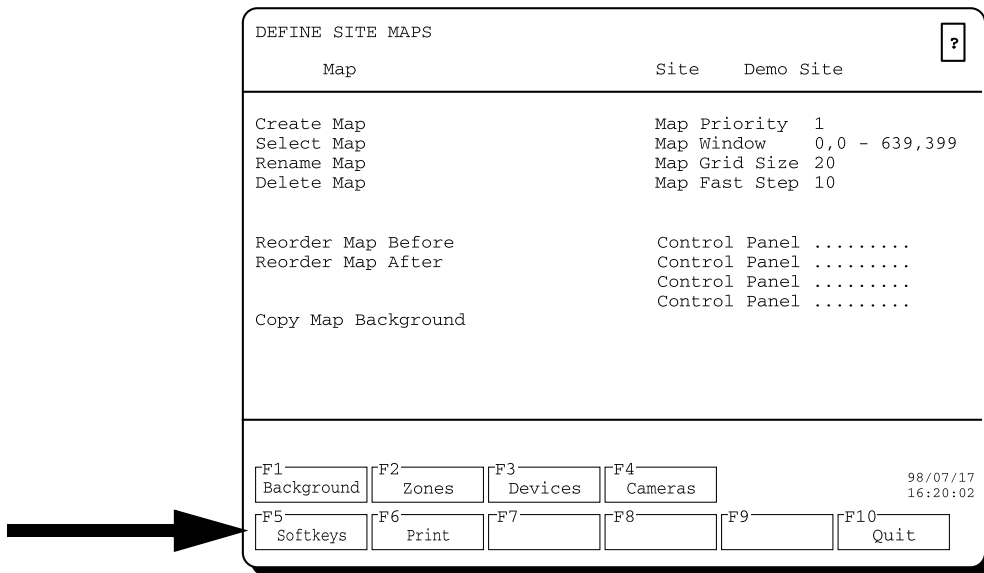 DEFINE SITE MAPS
?
Map Site Demo Site
Create Map Map Priority 1
Select Map Map Window 0,0 - 639,399
Rename Map Map Grid Size 20
Delete Map Map Fast Step 10
Reorder Map Before Control Panel .........
Reorder Map After Control Panel .........
Control Panel .........
Control Panel .........
Copy Map Background
F1 F2 F3 F4
Background Zones Devices Cameras
98/07/17
16:20:02
F5 F6 F7 F8 F9 F10
Softkeys Print Quit